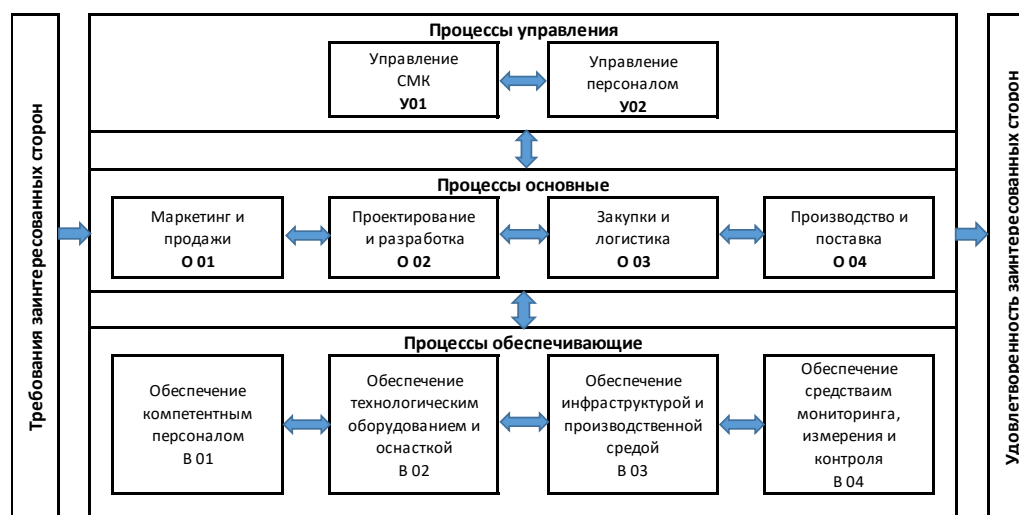 Требования заинтересованных сторон
Процессы управления
Управление
СМК
У01
Управление
персоналом
У02
Процессы основные
Маркетинг и
продажи
О 01
Проектирование
и разработка
О 02
Закупки и
логистика
О 03
Производство и
поставка
О 04
Процессы обеспечивающие
Обеспечение
компетентным
персоналом
В 01
Обеспечение
технологическим
оборудованием и
оснасткой
В 02
Обеспечение
инфраструктурой и
производственной
средой
В 03
Обеспечение
средстваим
мониторинга,
измерения и
контроля
В 04
Удовлетворенность заинтересованных сторон